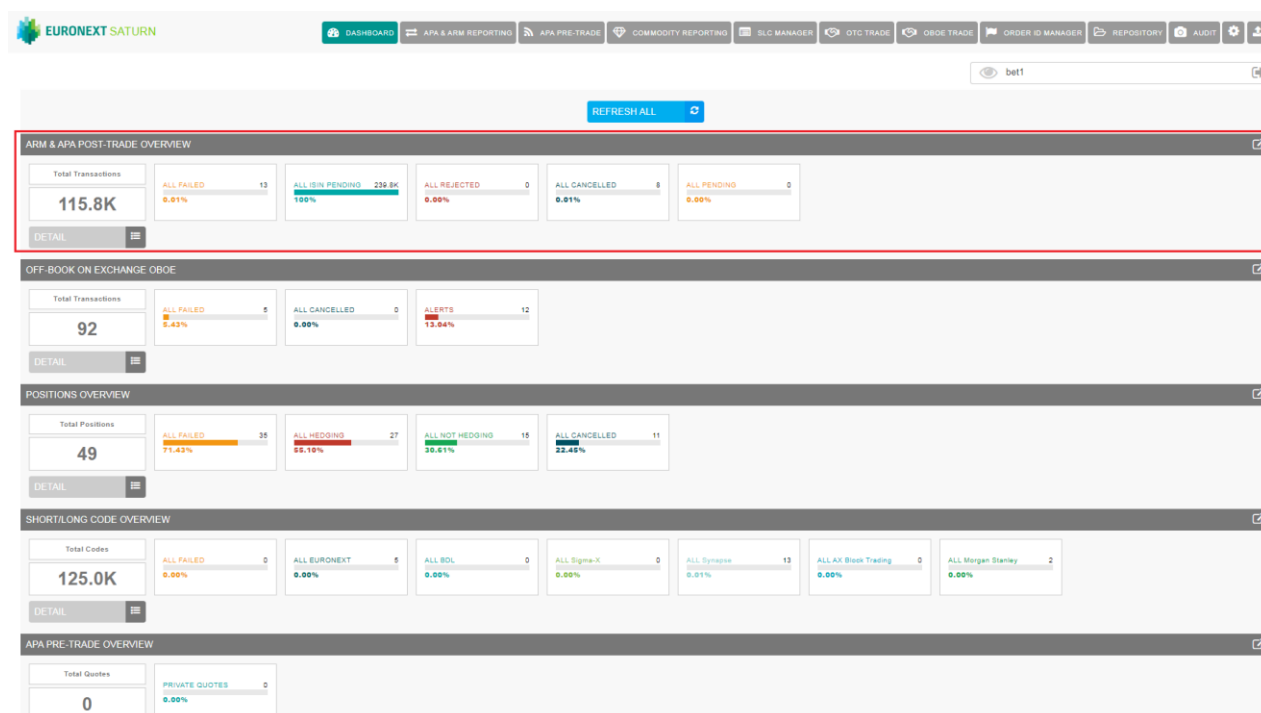 EURONEXT SATURN
DASHBOARD APA & ARM REPORTING APA PRE-TRADE COMMODITY REPORTING SLC MANAGER OTC TRADE OBOE TRADE ORDER ID MANAGER REPOSITORY AUDIT
bet1
REFRESH ALL
ARM & APA POST-TRADE OVERVIEW
Total Transactions
ALL FAILED 13 ALL ISIN PENDING 239.8K ALL REJECTED 0 ALL CANCELLED 8 ALL PENDING 0
115.8K 0.01% 100% 0.00% 0.01% 0.00%
DETAIL
OFF-BOOK ON EXCHANGE OBOE
Total Transactions
ALL FAILED 5 ALL CANCELLED 0 ALERTS 12
92 5.43% 0.00% 13.04%
DETAIL
POSITIONS OVERVIEW
Total Positions
ALL FAILED 35 ALL HEDGING 27 ALL NOT HEDGING 15 ALL CANCELLED 11
49 71.43% 55.10% 30.61% 22.45%
DETAIL
SHORT/LONG CODE OVERVIEW
Total Codes
ALL FAILED 0 ALL EURONEXT 5 ALL BDL 0 ALL Sigma-X 0 ALL Synapse 13 ALL AX Block Trading 0 ALL Morgan Stanley 2
125.0K 0.00% 0.00% 0.00% 0.00% 0.01% 0.00% 0.00%
DETAIL
APA PRE-TRADE OVERVIEW
Total Quotes
PRIVATE QUOTES 0
0 0.00%